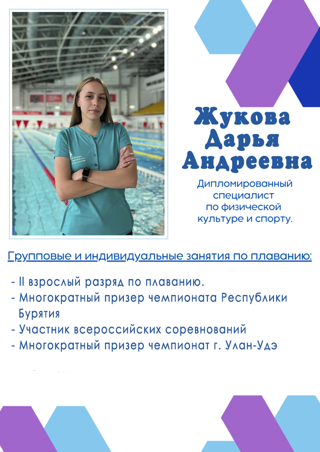 Жукова
Дарья
Андреевна
Дипломированный
специалист
по физической
культуре и спорту.
Групповые и индивидуальные занятия по плаванию:
- II взрослый разряд по плаванию.
- Многократный призер чемпионата Республики
Бурятия
- Участник всероссийских соревнований
- Многократный призер чемпионат г. Улан-Удэ